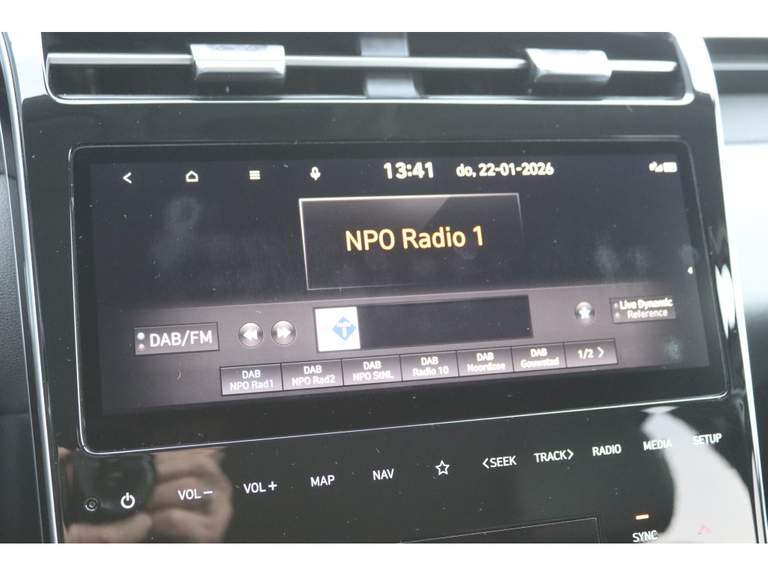 13:41 do, 22-01-2026
NPO Radio 1
Live Dynamic
Reference
DAB/FM
T
DAB
NPO Rad1
DAB
NPO Rad2
DAB
NPO StNL
DAB
Radio 10
DAB
Noordzee
DAB
Gouwstad
1/2 >
VOL −
VOL +
MAP
NAV
<SEEK
TRACK>
RADIO
MEDIA
SETUP
SYNC